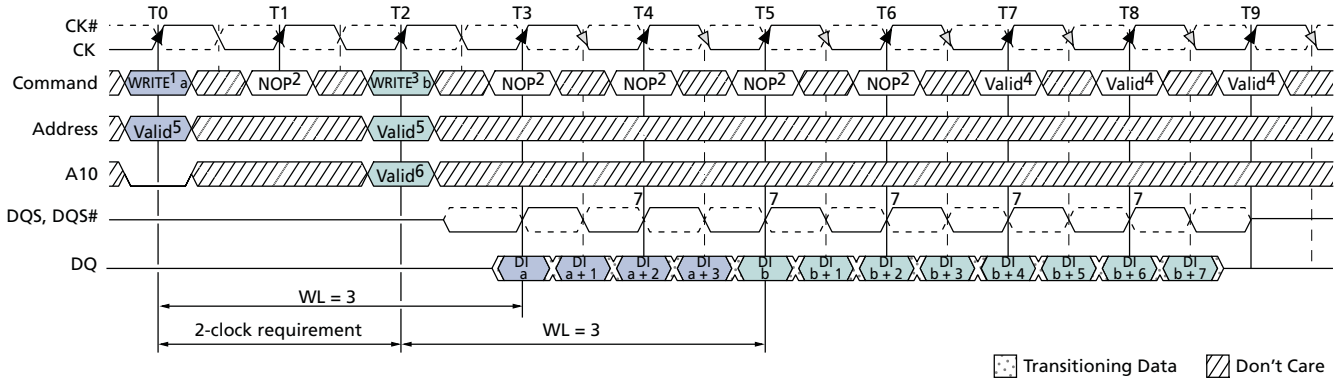 T0 T1 T2 T3 T4 T5 T6 T7 T8 T9
CK#
CK
Command WRITE1 a NOP2 WRITE3 b NOP2 NOP2 NOP2 NOP2 Valid4 Valid4 Valid4
Address Valid5 Valid5
A10 Valid6
DQS, DQS# 7 7 7 7 7
DQ DI a DI a + 1 DI a + 2 DI a + 3 DI b DI b + 1 DI b + 2 DI b + 3 DI b + 4 DI b + 5 DI b + 6 DI b + 7
WL = 3
2-clock requirement WL = 3
Transitioning Data Don't Care